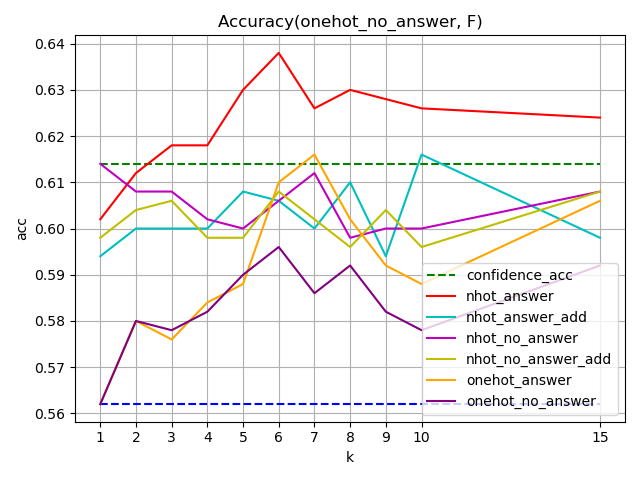 Accuracy(onehot_no_answer, F)
0.64
0.63
0.62
0.61
0.60
0.59
0.58
0.57
0.56
acc
confidence_acc
nhot_answer
nhot_answer_add
nhot_no_answer
nhot_no_answer_add
onehot_answer
onehot_no_answer
1 2 3 4 5 6 7 8 9 10 15
k